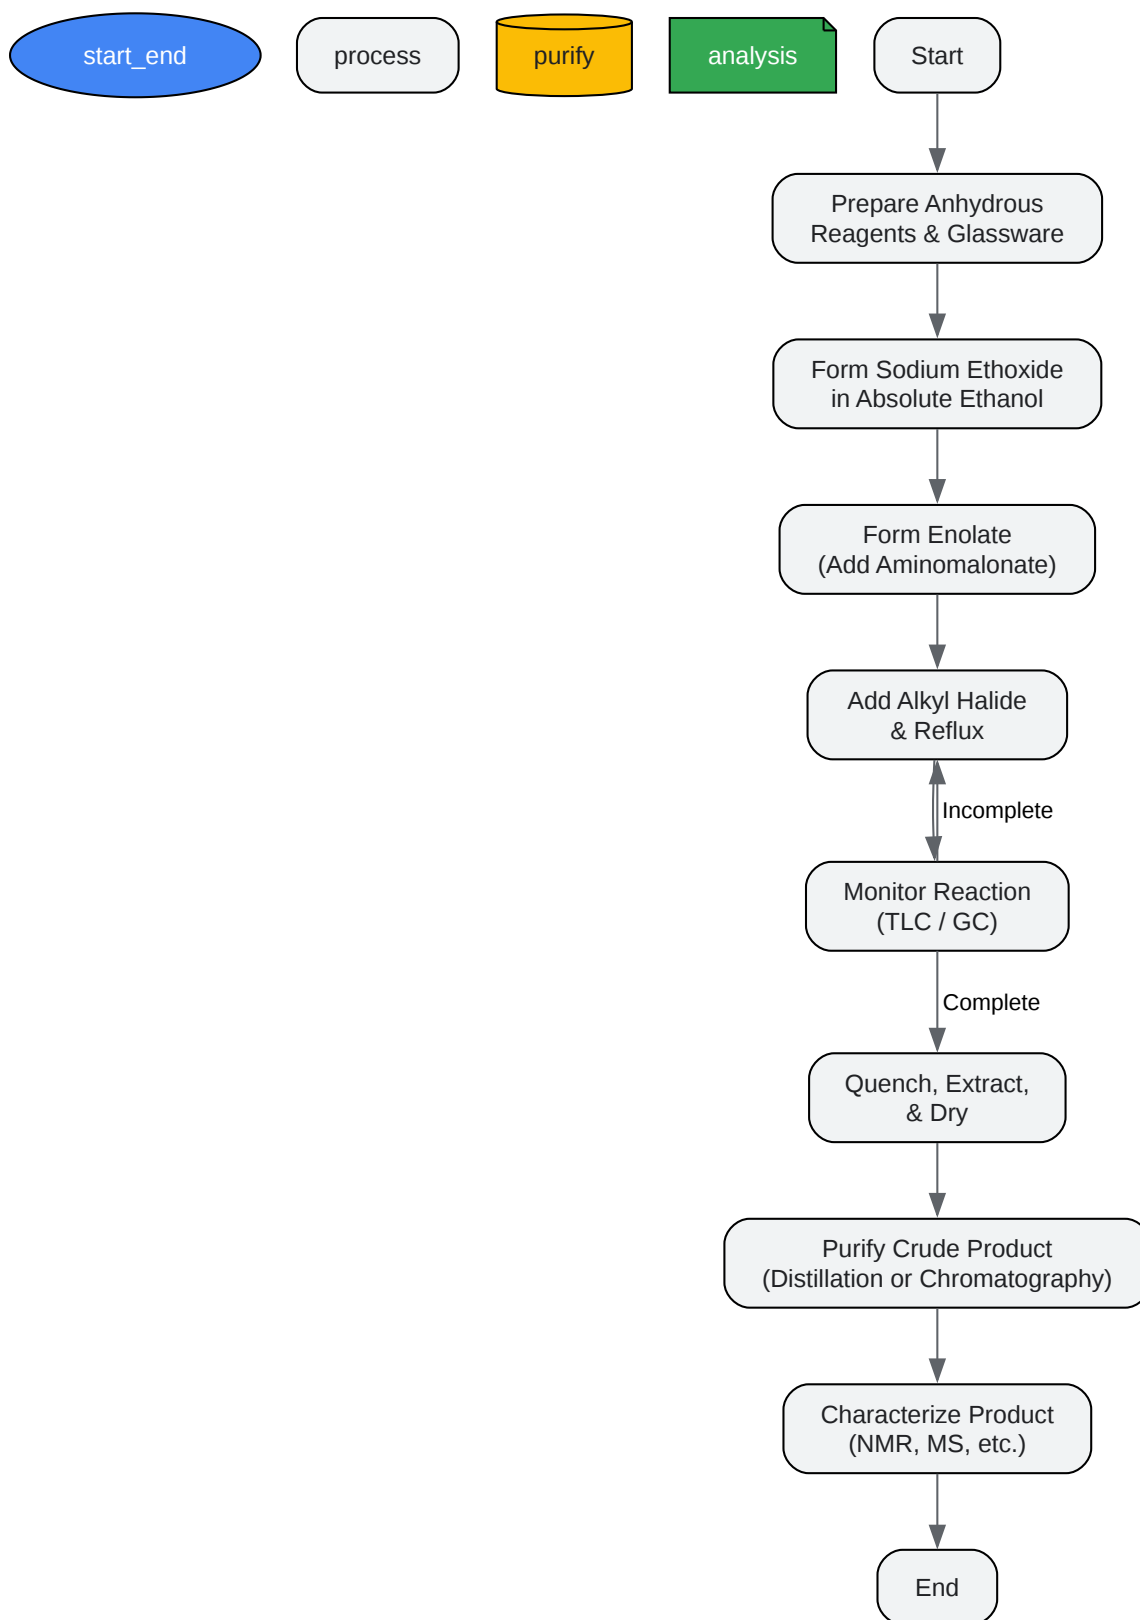 start_end
process
purify
analysis
Start
Prepare Anhydrous
Reagents & Glassware
Form Sodium Ethoxide
in Absolute Ethanol
Form Enolate
(Add Aminomalonate)
Add Alkyl Halide
& Reflux
Incomplete
Monitor Reaction
(TLC / GC)
Complete
Quench, Extract,
& Dry
Purify Crude Product
(Distillation or Chromatography)
Characterize Product
(NMR, MS, etc.)
End